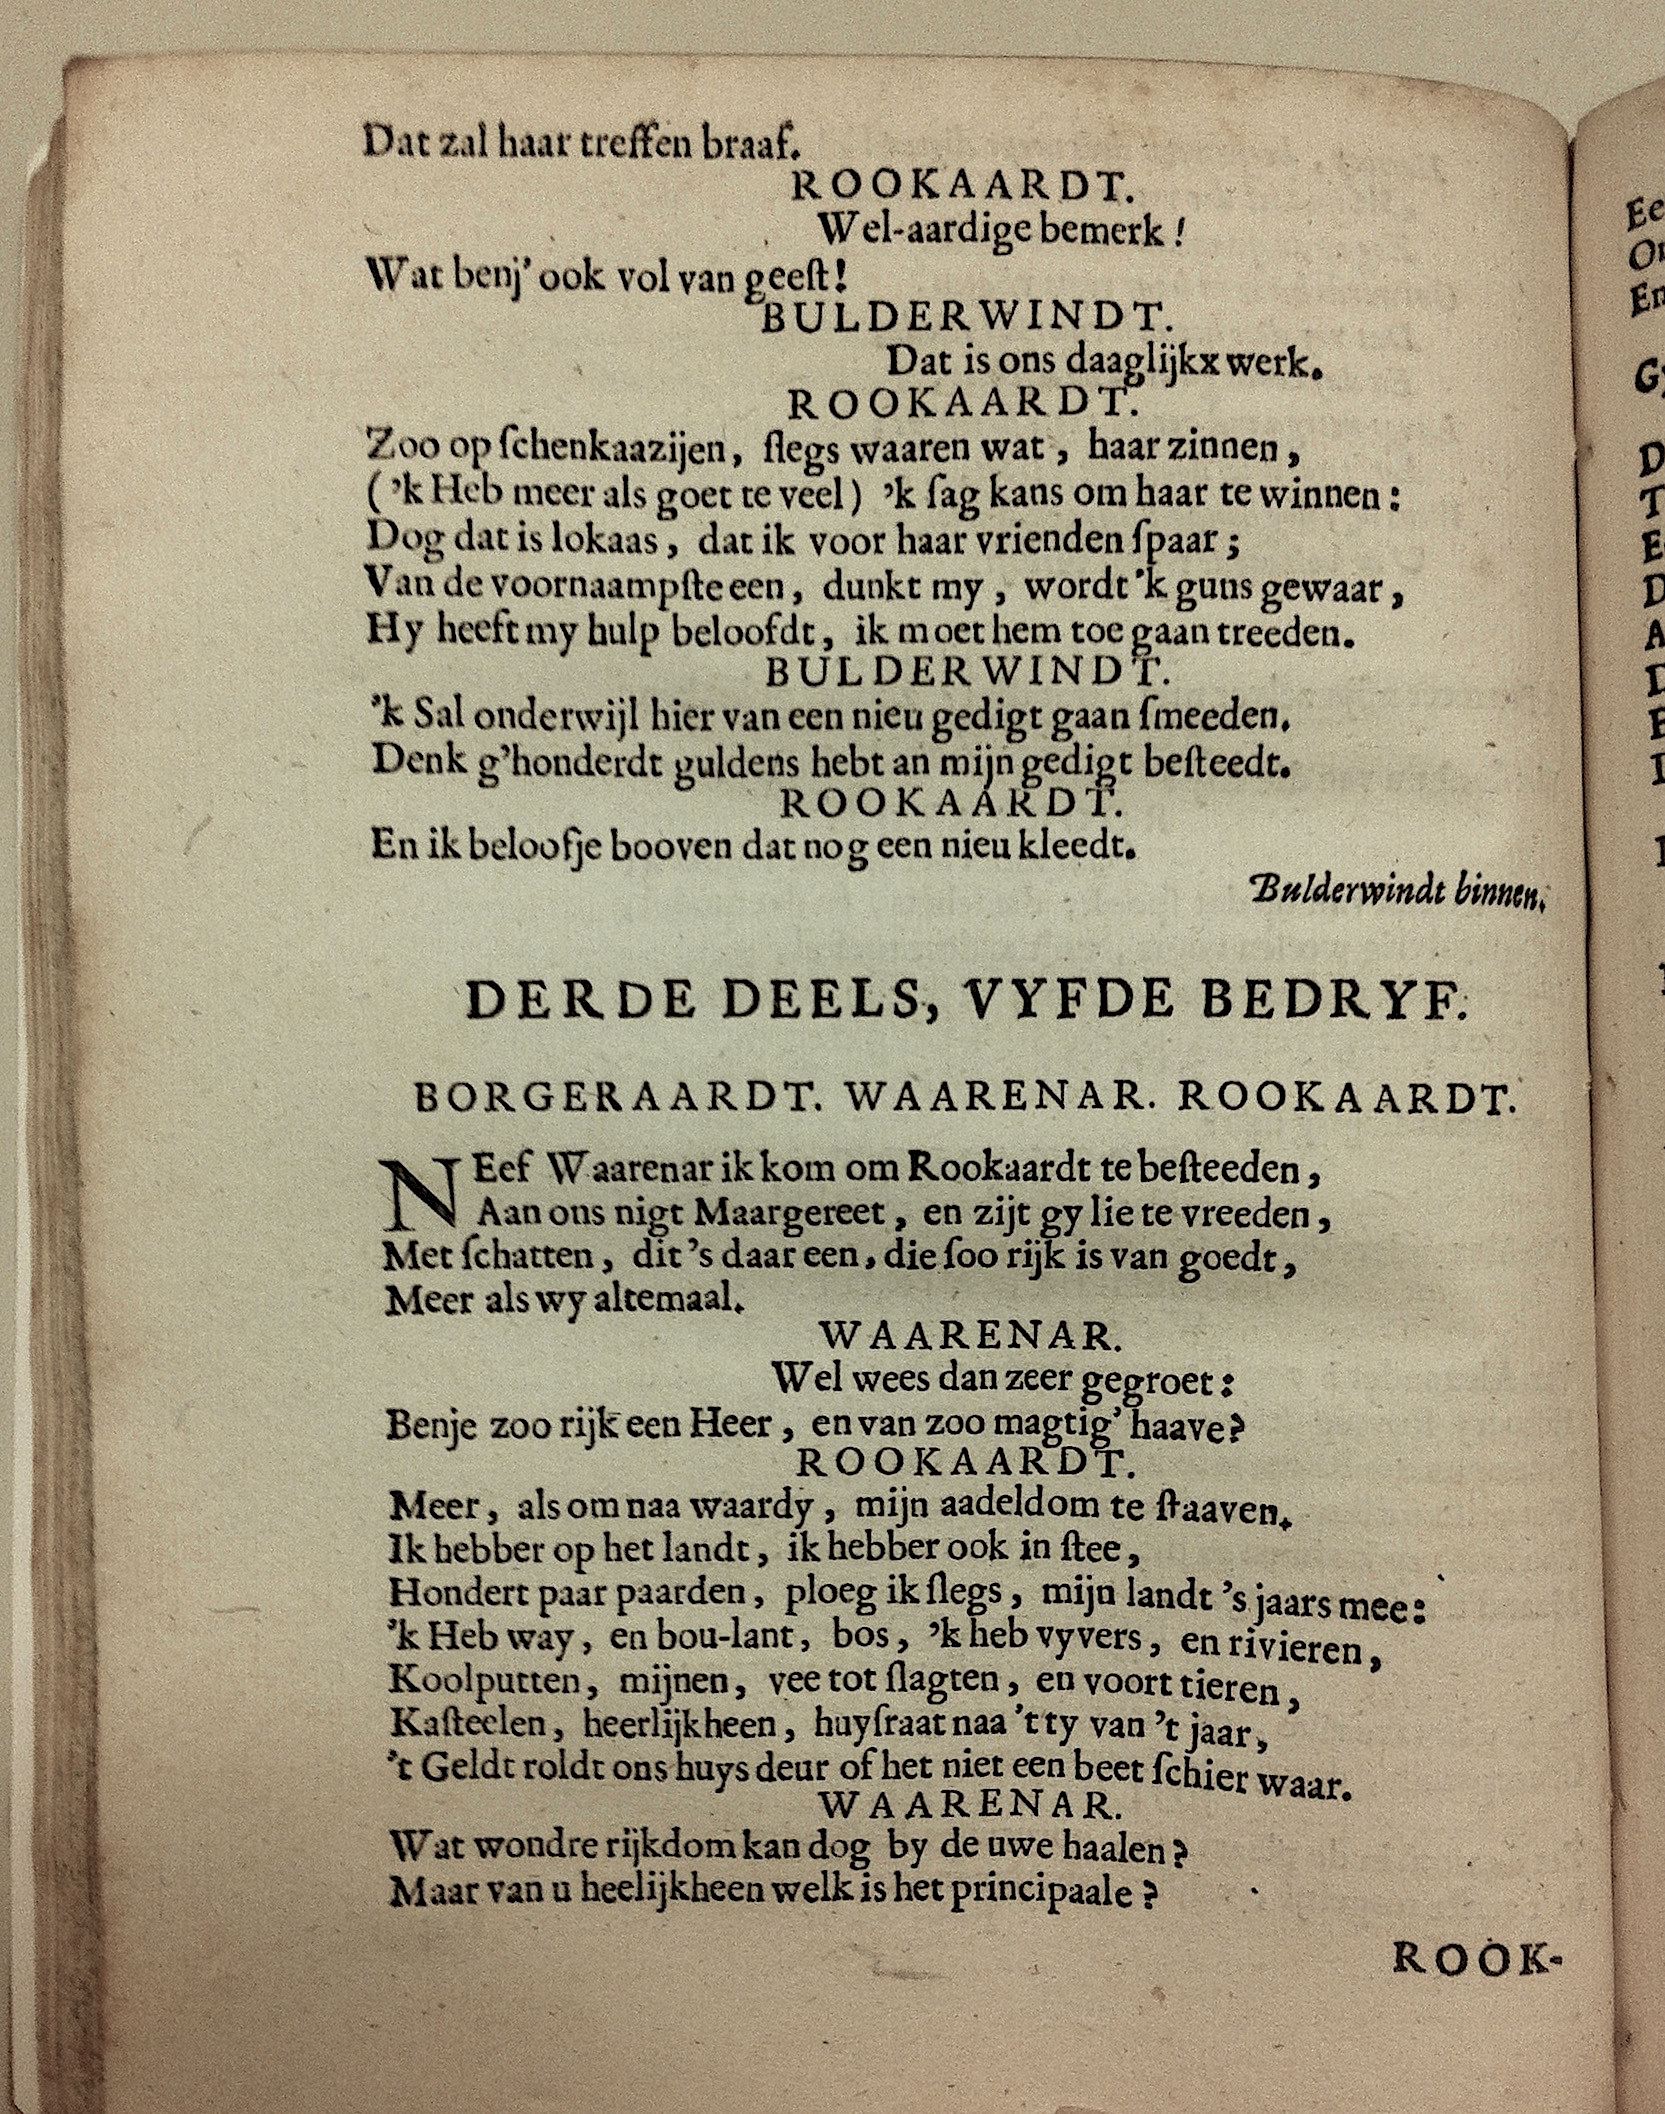 Dat zal haar treffen braaf.
ROOKAARDT.
Wel-aardige bemerk!
Wat benj' ook vol van geeſt!
BULDERWINDT.
Dat is ons daaglijkx werk.
ROOKAARDT.
Zoo op ſchenkaazijen, ſlegs waaren wat, haar zinnen,
('k Heb meer als goet te veel) 'k ſag kans om haar te winnen:
Dog dat is lokaas, dat ik voor haar vrienden ſpaar;
Van de voornaampſte een, dunkt my, wordt 'k guns gewaar,
Hy heeft my hulp beloofdt, ik moet hem toe gaan treeden.
BULDERWINDT.
'k Sal onderwijl hier van een nieu gedigt gaan ſmeeden.
Denk g'honderdt guldens hebt an mijn gedigt beſteedt.
ROOKAARDT.
En ik beloofje booven dat nog een nieu kleedt.
Bulderwindt binnen.
DERDE DEELS, VYFDE BEDRYF.
BORGERAARDT. WAARENAR. ROOKAARDT.
NEef Waarenar ik kom om Rookaardt te beſteeden,
Aan ons nigt Maargereet, en zijt gy lie te vreeden,
Met ſchatten, dit 's daar een, die ſoo rijk is van goedt,
Meer als wy altemaal.
WAARENAR.
Wel wees dan zeer gegroet:
Benje zoo rijk een Heer, en van zoo magtig' haave?
ROOKAARDT.
Meer, als om naa waardy, mijn aadeldom te ſtaaven.
Ik hebber op het landt, ik hebber ook in ſtee,
Hondert paar paarden, ploeg ik ſlegs, mijn landt 's jaars mee:
'k Heb way, en bou-lant, bos, 'k heb vyvers, en rivieren,
Koolputten, mijnen, vee tot ſlagten, en voort tieren,
Kaſteelen, heerlijkheen, huyſraat naa 't ty van 't jaar,
't Geldt roldt ons huys deur of het niet een beet ſchier waar.
WAARENAR.
Wat wondre rijkdom kan dog by de uwe haalen?
Maar van u heelijkheen welk is het principaale?
ROOK-
Ee
En
D
T
E
D
A